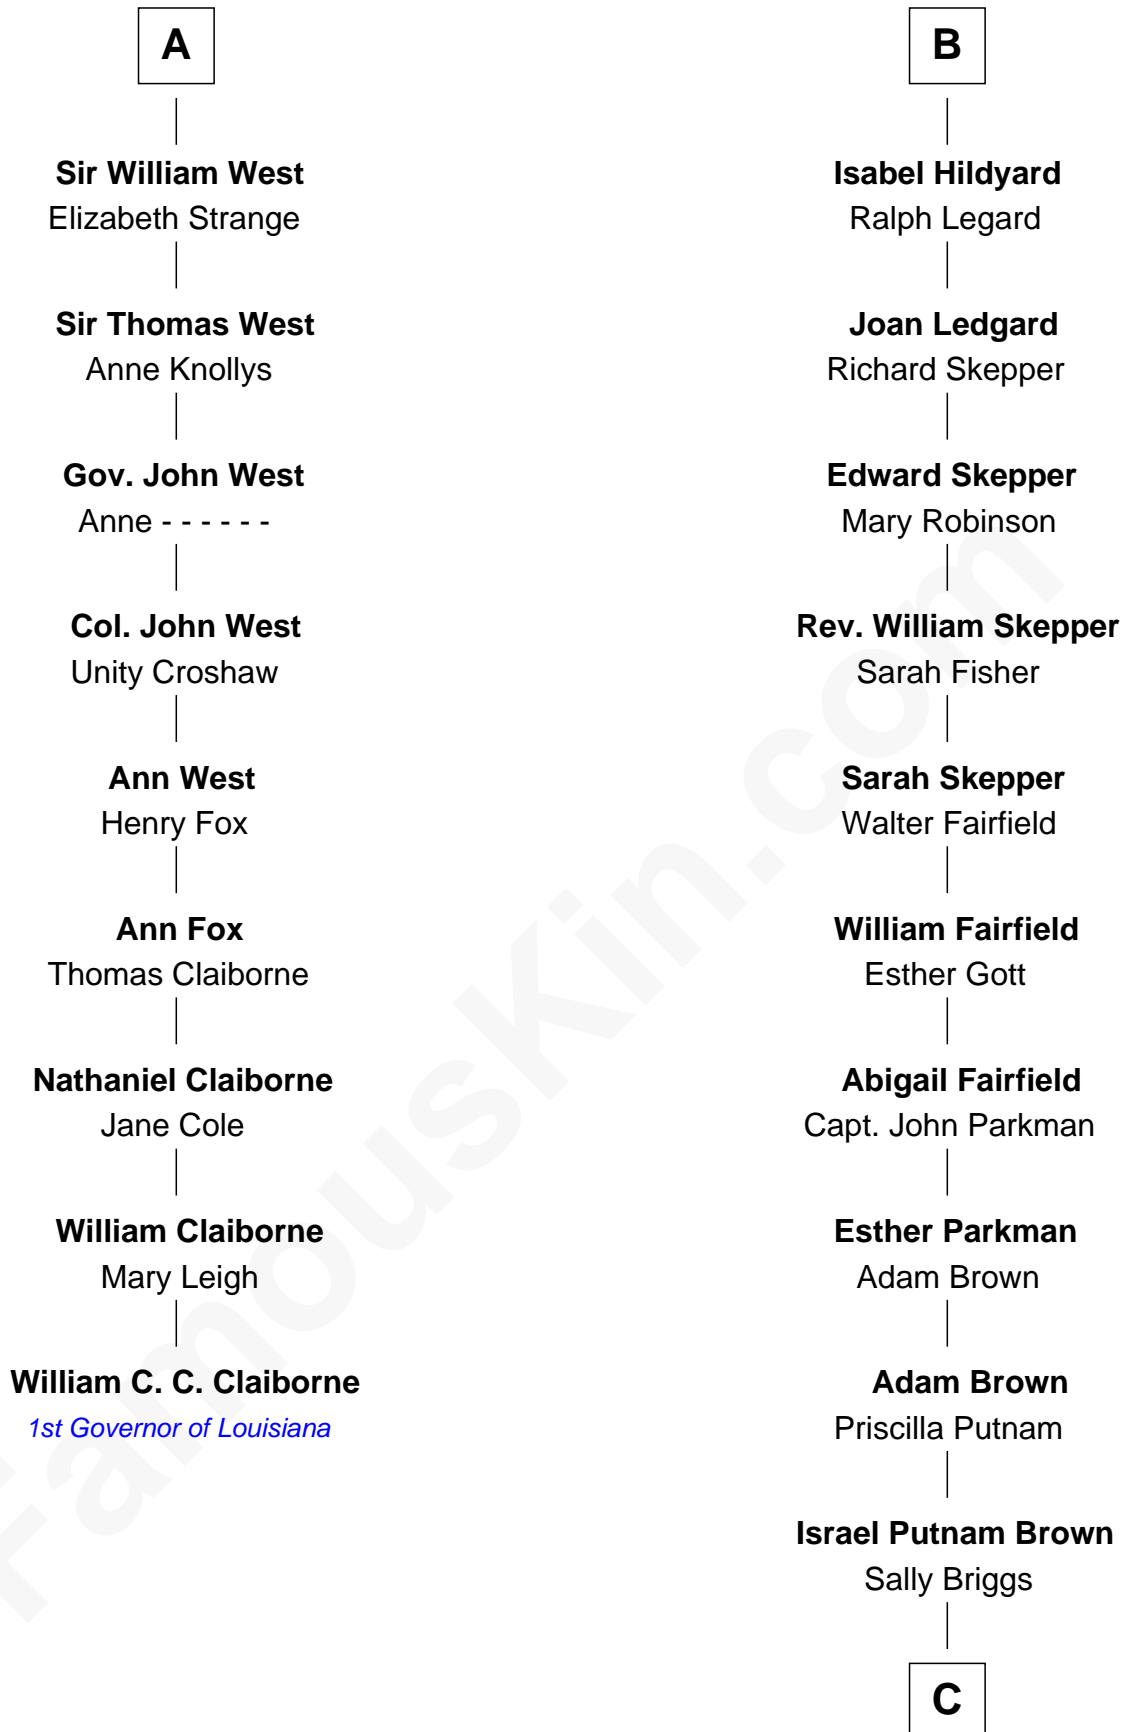 A
Sir William West
Elizabeth Strange
Sir Thomas West
Anne Knollys
Gov. John West
Anne - - - - - -
Col. John West
Unity Croshaw
Ann West
Henry Fox
Ann Fox
Thomas Claiborne
Nathaniel Claiborne
Jane Cole
William Claiborne
Mary Leigh
William C. C. Claiborne
1st Governor of Louisiana
B
Isabel Hildyard
Ralph Legard
Joan Ledgard
Richard Skepper
Edward Skepper
Mary Robinson
Rev. William Skepper
Sarah Fisher
Sarah Skepper
Walter Fairfield
William Fairfield
Esther Gott
Abigail Fairfield
Capt. John Parkman
Esther Parkman
Adam Brown
Adam Brown
Priscilla Putnam
Israel Putnam Brown
Sally Briggs
C
FamousKin.com